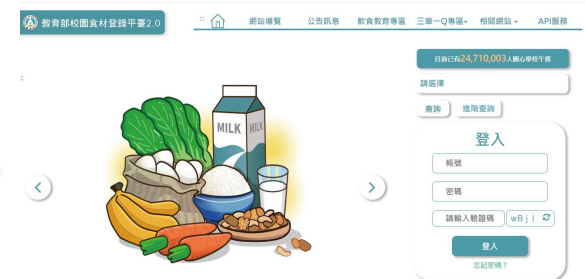 教育部校園食材登錄平臺2.0
網站導覽 公告訊息 飲食教育專區 三章一Q專區 相關網站 API服務
目前已有24,710,003人關心學校午餐
請選擇
查詢 進階查詢
MILK MILK
登入
帳號
密碼
請輸入驗證碼 wBjl
登入
忘記密碼?